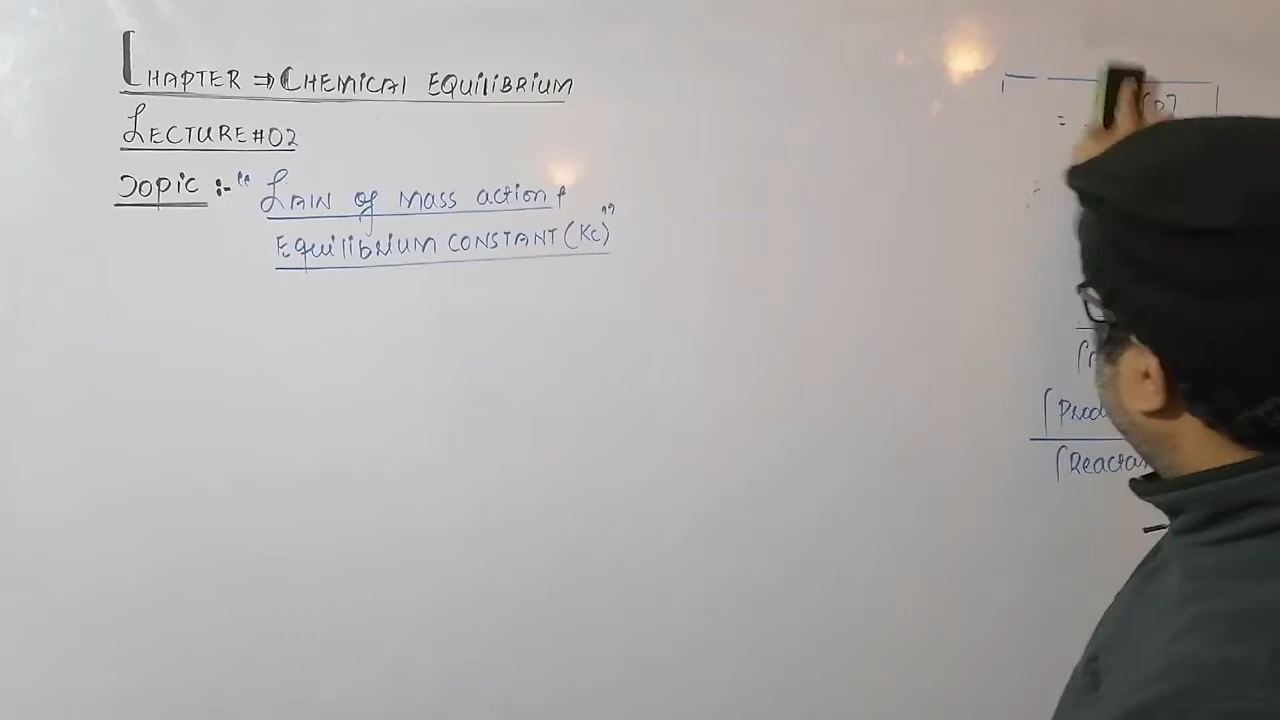 CHAPTER ⇒ CHEMICAL EQUILIBRIUM
LECTURE #02
TOPIC :- " LAW OF MASS ACTION &
EQUILIBRIUM CONSTANT (KC) "
=